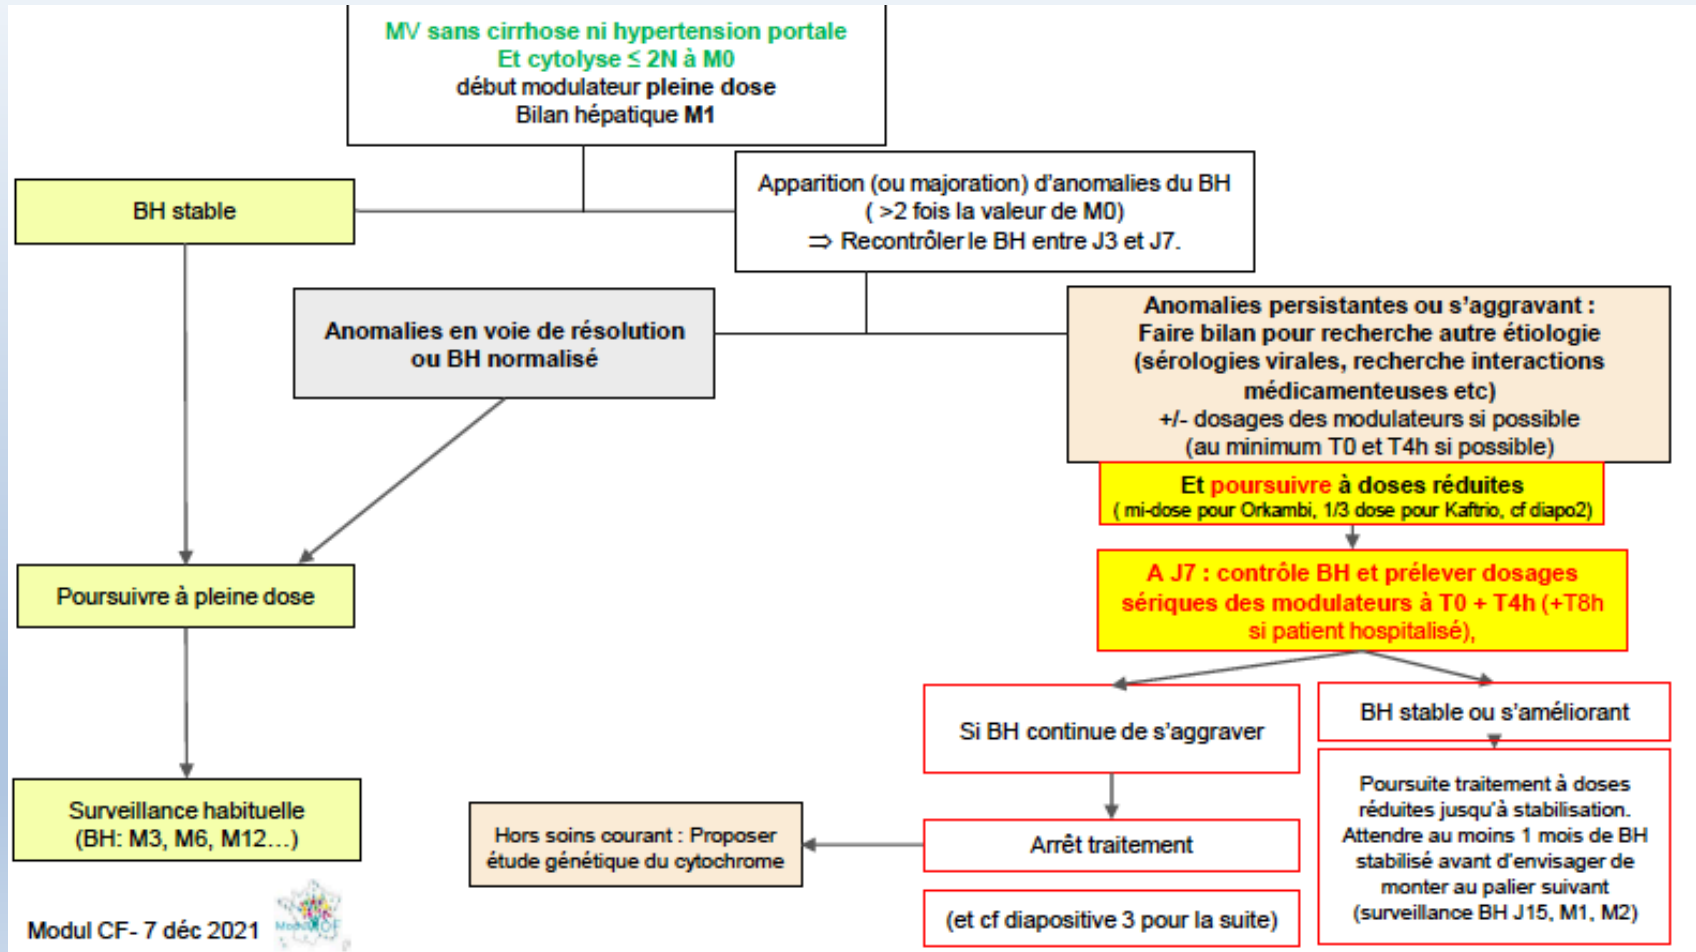 MV sans cirrhose ni hypertension portale
Et cytolyse ≤ 2N à M0
début modulateur pleine dose
Bilan hépatique M1
BH stable
Apparition (ou majoration) d'anomalies du BH
( >2 fois la valeur de M0)
⇒ Recontrôler le BH entre J3 et J7.
Anomalies en voie de résolution
ou BH normalisé
Anomalies persistantes ou s'aggravant :
Faire bilan pour recherche autre étiologie
(sérologies virales, recherche interactions
médicamenteuses etc)
+/- dosages des modulateurs si possible
(au minimum T0 et T4h si possible)
Et poursuivre à doses réduites
( mi-dose pour Orkambi, 1/3 dose pour Kaftrio, cf diapo2)
A J7 : contrôle BH et prélever dosages
sériques des modulateurs à T0 + T4h (+T8h
si patient hospitalisé),
Poursuivre à pleine dose
Si BH continue de s'aggraver
BH stable ou s'améliorant
Surveillance habituelle
(BH: M3, M6, M12...)
Hors soins courant : Proposer
étude génétique du cytochrome
Arrêt traitement
(et cf diapositive 3 pour la suite)
Poursuite traitement à doses
réduites jusqu'à stabilisation.
Attendre au moins 1 mois de BH
stabilisé avant d'envisager de
monter au palier suivant
(surveillance BH J15, M1, M2)
Modul CF- 7 déc 2021